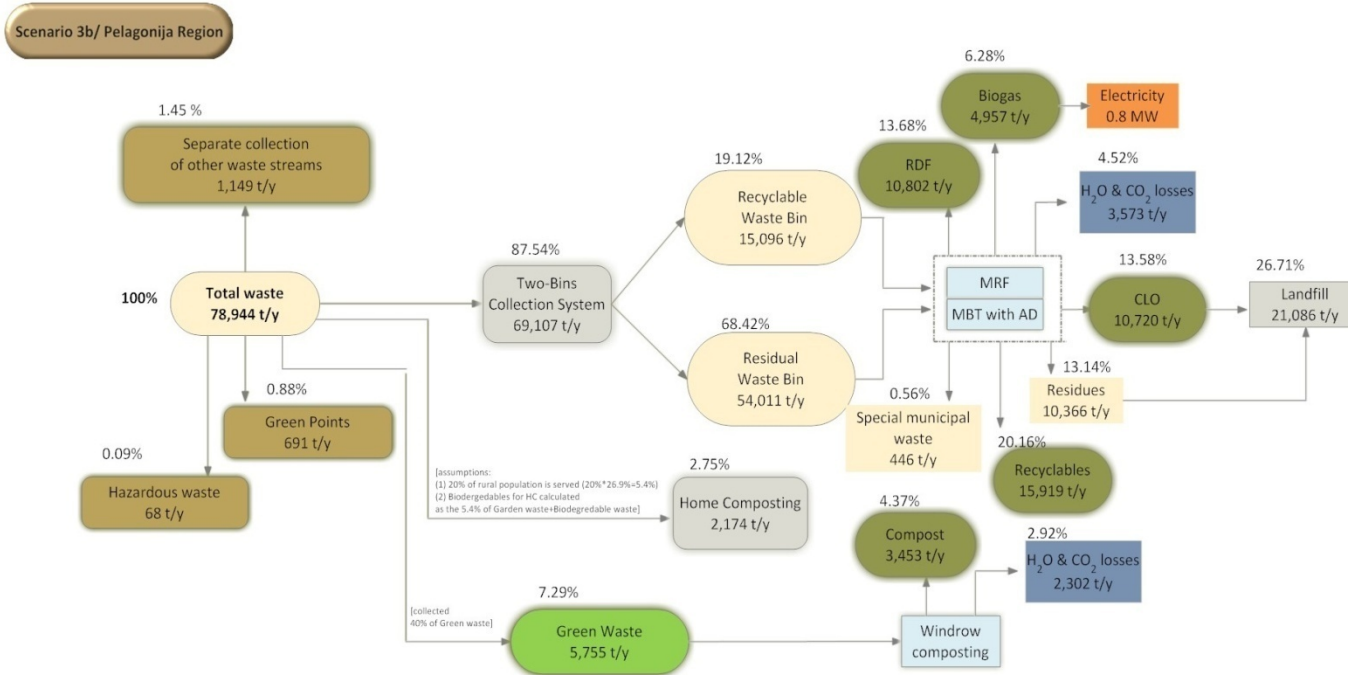 Scenario 3b/ Pelagonija Region
1.45 %
Separate collection
of other waste streams
1,149 t/y
100%
Total waste
78,944 t/y
0.88%
Green Points
691 t/y
0.09%
Hazardous waste
68 t/y
87.54%
Two-Bins
Collection System
69,107 t/y
[assumptions:
(1) 20% of rural population is served (20%*26.9%=5.4%)
(2) Biodergedables for HC calculated
as the 5.4% of Garden waste+Biodegredable waste]
2.75%
Home Composting
2,174 t/y
[collected
40% of Green waste]
7.29%
Green Waste
5,755 t/y
19.12%
Recyclable
Waste Bin
15,096 t/y
68.42%
Residual
Waste Bin
54,011 t/y
6.28%
Biogas
4,957 t/y
Electricity
0.8 MW
13.68%
RDF
10,802 t/y
4.52%
H2O & CO2 losses
3,573 t/y
MRF
MBT with AD
13.58%
CLO
10,720 t/y
26.71%
Landfill
21,086 t/y
13.14%
Residues
10,366 t/y
0.56%
Special municipal
waste
446 t/y
20.16%
Recyclables
15,919 t/y
4.37%
Compost
3,453 t/y
2.92%
H2O & CO2 losses
2,302 t/y
Windrow
composting